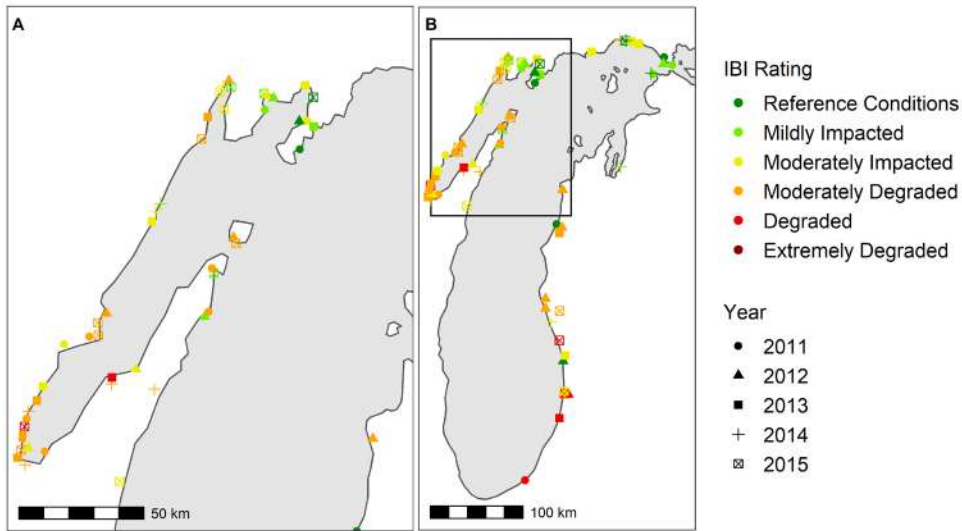 A
B
50 km
100 km
IBI Rating
Reference Conditions
Mildly Impacted
Moderately Impacted
Moderately Degraded
Degraded
Extremely Degraded
Year
2011
2012
2013
2014
2015